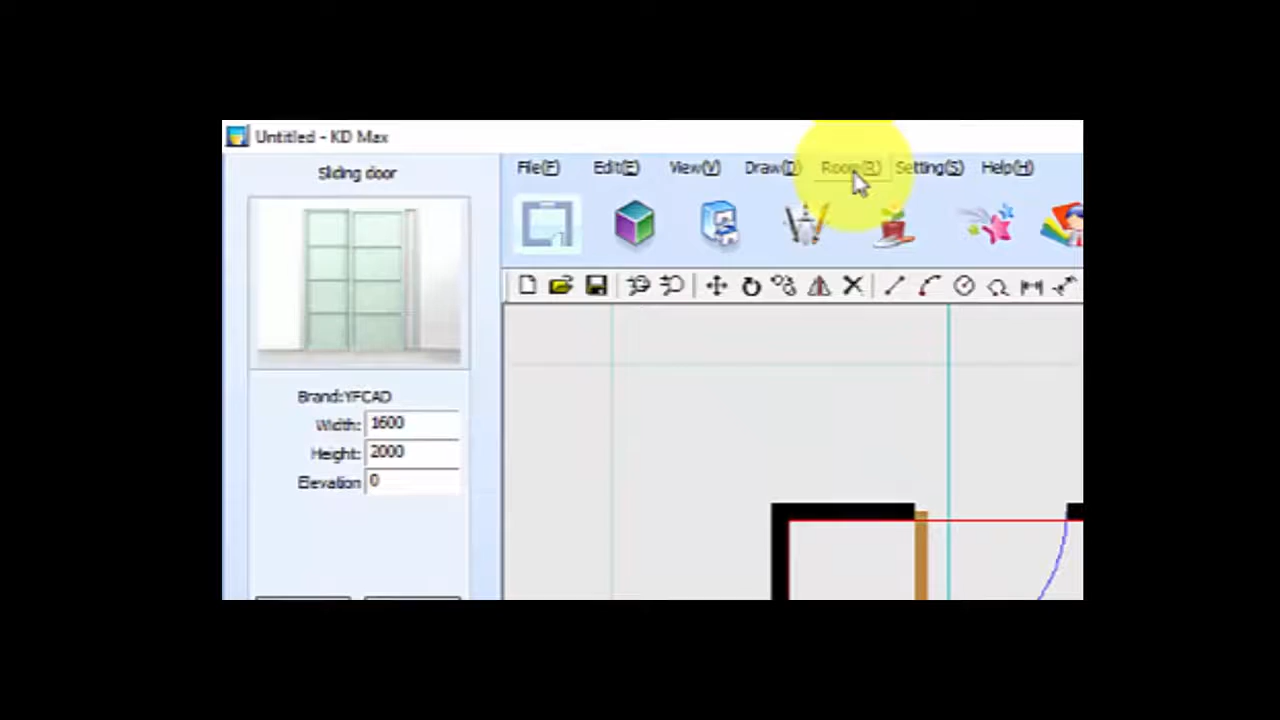 Untitled - KD Max
Sliding door
File(F) Edit(E) View(V) Draw(D) Room(R) Setting(S) Help(H)
Brand:YFCAD
Width: 1600
Height: 2000
Elevation 0